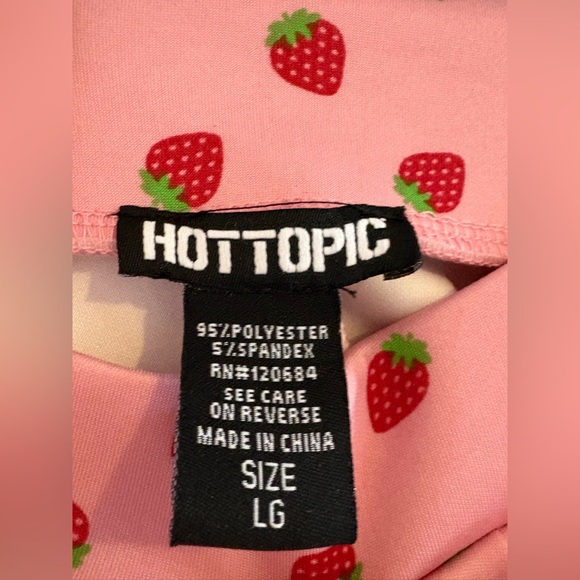 HOTTOPIC
95%POLYESTER
5%SPANDEX
RN#120684
SEE CARE
ON REVERSE
MADE IN CHINA
SIZE
LG